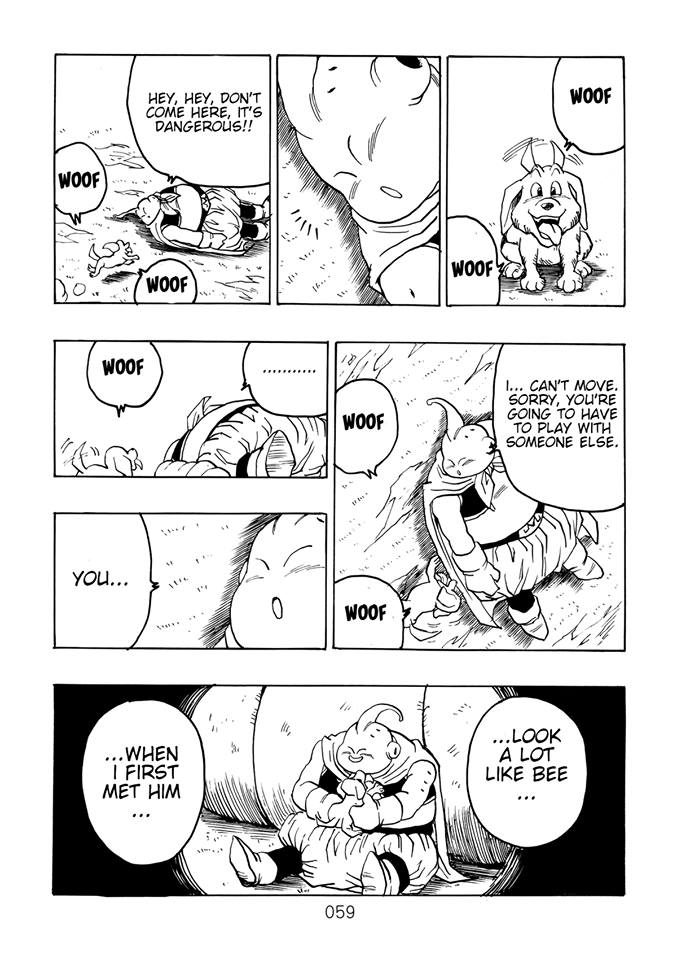 WOOF
WOOF
HEY, HEY, DON'T
COME HERE, IT'S
DANGEROUS!!
WOOF
WOOF
I... CAN'T MOVE.
SORRY, YOU'RE
GOING TO HAVE
TO PLAY WITH
SOMEONE ELSE.
WOOF
WOOF
...........
WOOF
YOU...
...LOOK
A LOT
LIKE BEE
...
...WHEN
I FIRST
MET HIM
...
059